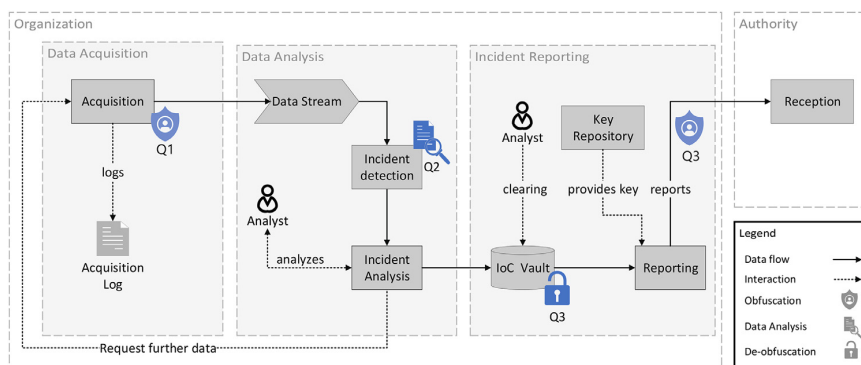 Organization
Authority
Data Acquisition
Data Analysis
Incident Reporting
Acquisition
Data Stream
Reception
Q1
Analyst
Key
Repository
Q3
logs
Incident
detection
Q2
clearing
provides key
reports
Analyst
Acquisition
Log
analyzes
Incident
Analysis
IoC Vault
Reporting
Q3
Request further data
Legend
Data flow
Interaction
Obfuscation
Data Analysis
De-obfuscation